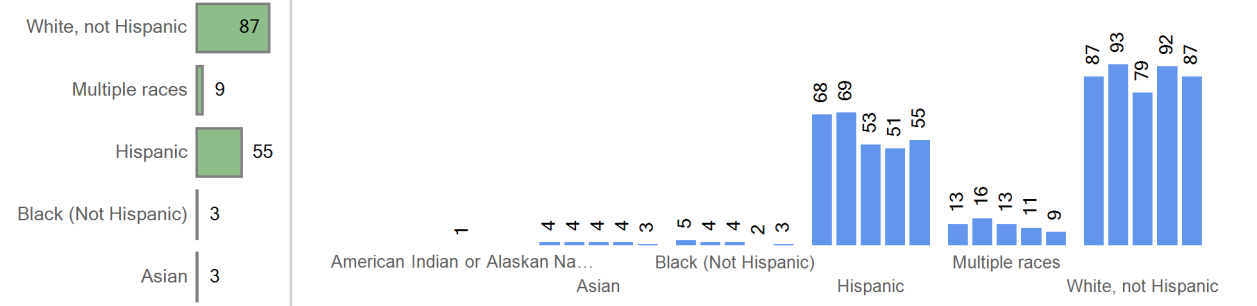 White, not Hispanic 87
Multiple races 9
Hispanic 55
Black (Not Hispanic) 3
Asian 3
1
4 4 4 4 3
5 4 4 2 3
68 69 53 51 55
13 16 13 11 9
87 93 79 92 87
American Indian or Alaskan Na…
Asian
Black (Not Hispanic)
Hispanic
Multiple races
White, not Hispanic